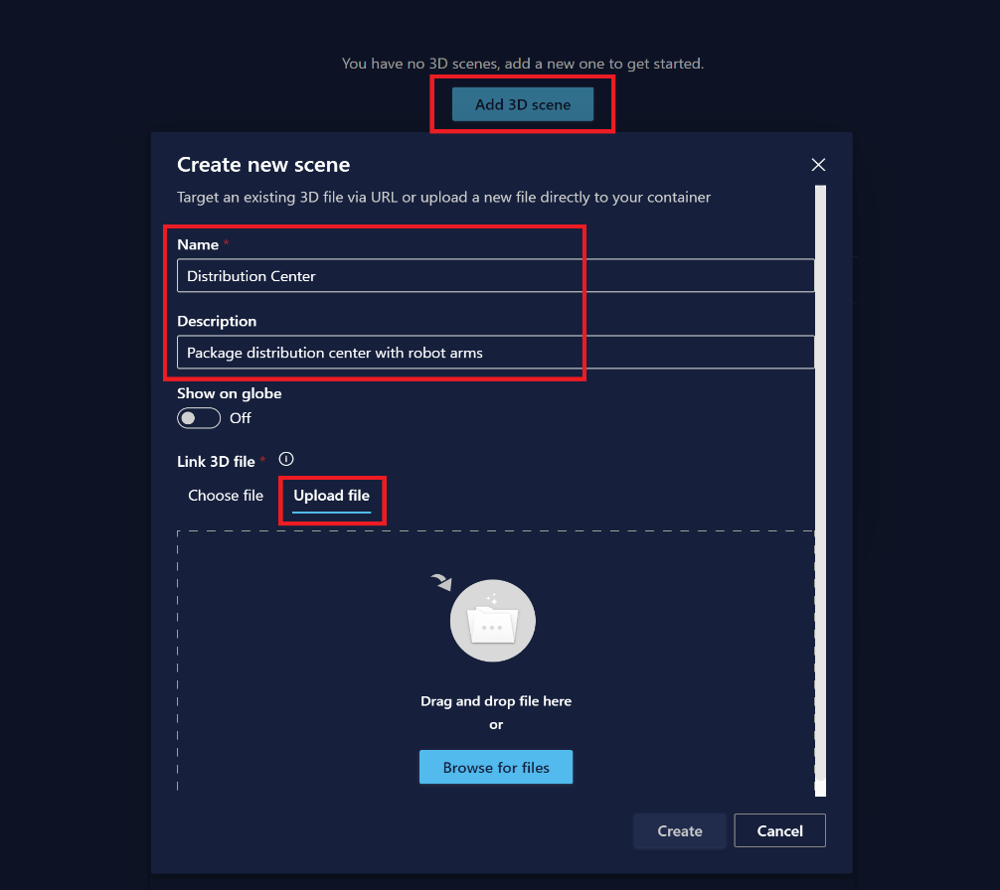 You have no 3D scenes, add a new one to get started.
Add 3D scene
Create new scene
Target an existing 3D file via URL or upload a new file directly to your container
Name *
Distribution Center
Description
Package distribution center with robot arms
Show on globe
Off
Link 3D file *
Choose file Upload file
Drag and drop file here
or
Browse for files
Create Cancel